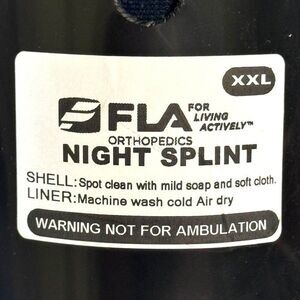 XXL
FLA FOR LIVING ACTIVELY™
ORTHOPEDICS
NIGHT SPLINT
SHELL: Spot clean with mild soap and soft cloth.
LINER: Machine wash cold Air dry
WARNING NOT FOR AMBULATION